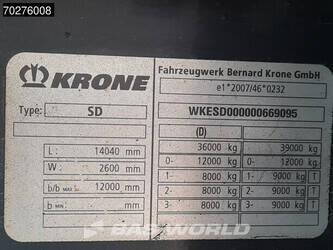 70276008
KRONE
Fahrzeugwerk Bernard Krone GmbH
e1*2007/46*0232
Type: SD
WKESD000000669095
(D)
L: 14040 mm
W: 2600 mm
b/b MAX: 12000 mm
b MIN: mm
36000 kg 39000 kg
0- 12000 kg 0- 12000 kg
1- 8000 kg 1- 9000 kg T
2- 8000 kg 2- 9000 kg T
3- 8000 kg 3- 9000 kg T
BAS WORLD